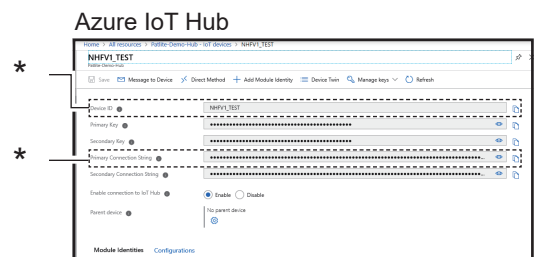 Azure IoT Hub
Home > All resources > Patlite-Demo-Hub - IoT devices > NHFV1_TEST
NHFV1_TEST
Patlite-Demo-Hub
Save Message to Device Direct Method + Add Module Identity Device Twin Manage keys Refresh
*
Device ID NHFV1_TEST
Primary Key ••••••••••••••••••••••••••••••••••••••••••••
Secondary Key ••••••••••••••••••••••••••••••••••••••••••••
*
Primary Connection String ...
Secondary Connection String ...
Enable connection to IoT Hub Enable Disable
Parent device No parent device
Module Identities Configurations